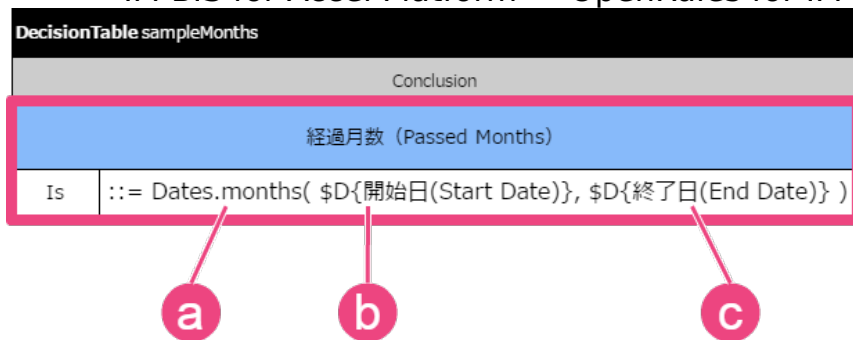 DecisionTable sampleMonths
Conclusion
経過月数（Passed Months）
Is ::= Dates.months( $D{開始日(Start Date)}, $D{終了日(End Date)} )
a b c